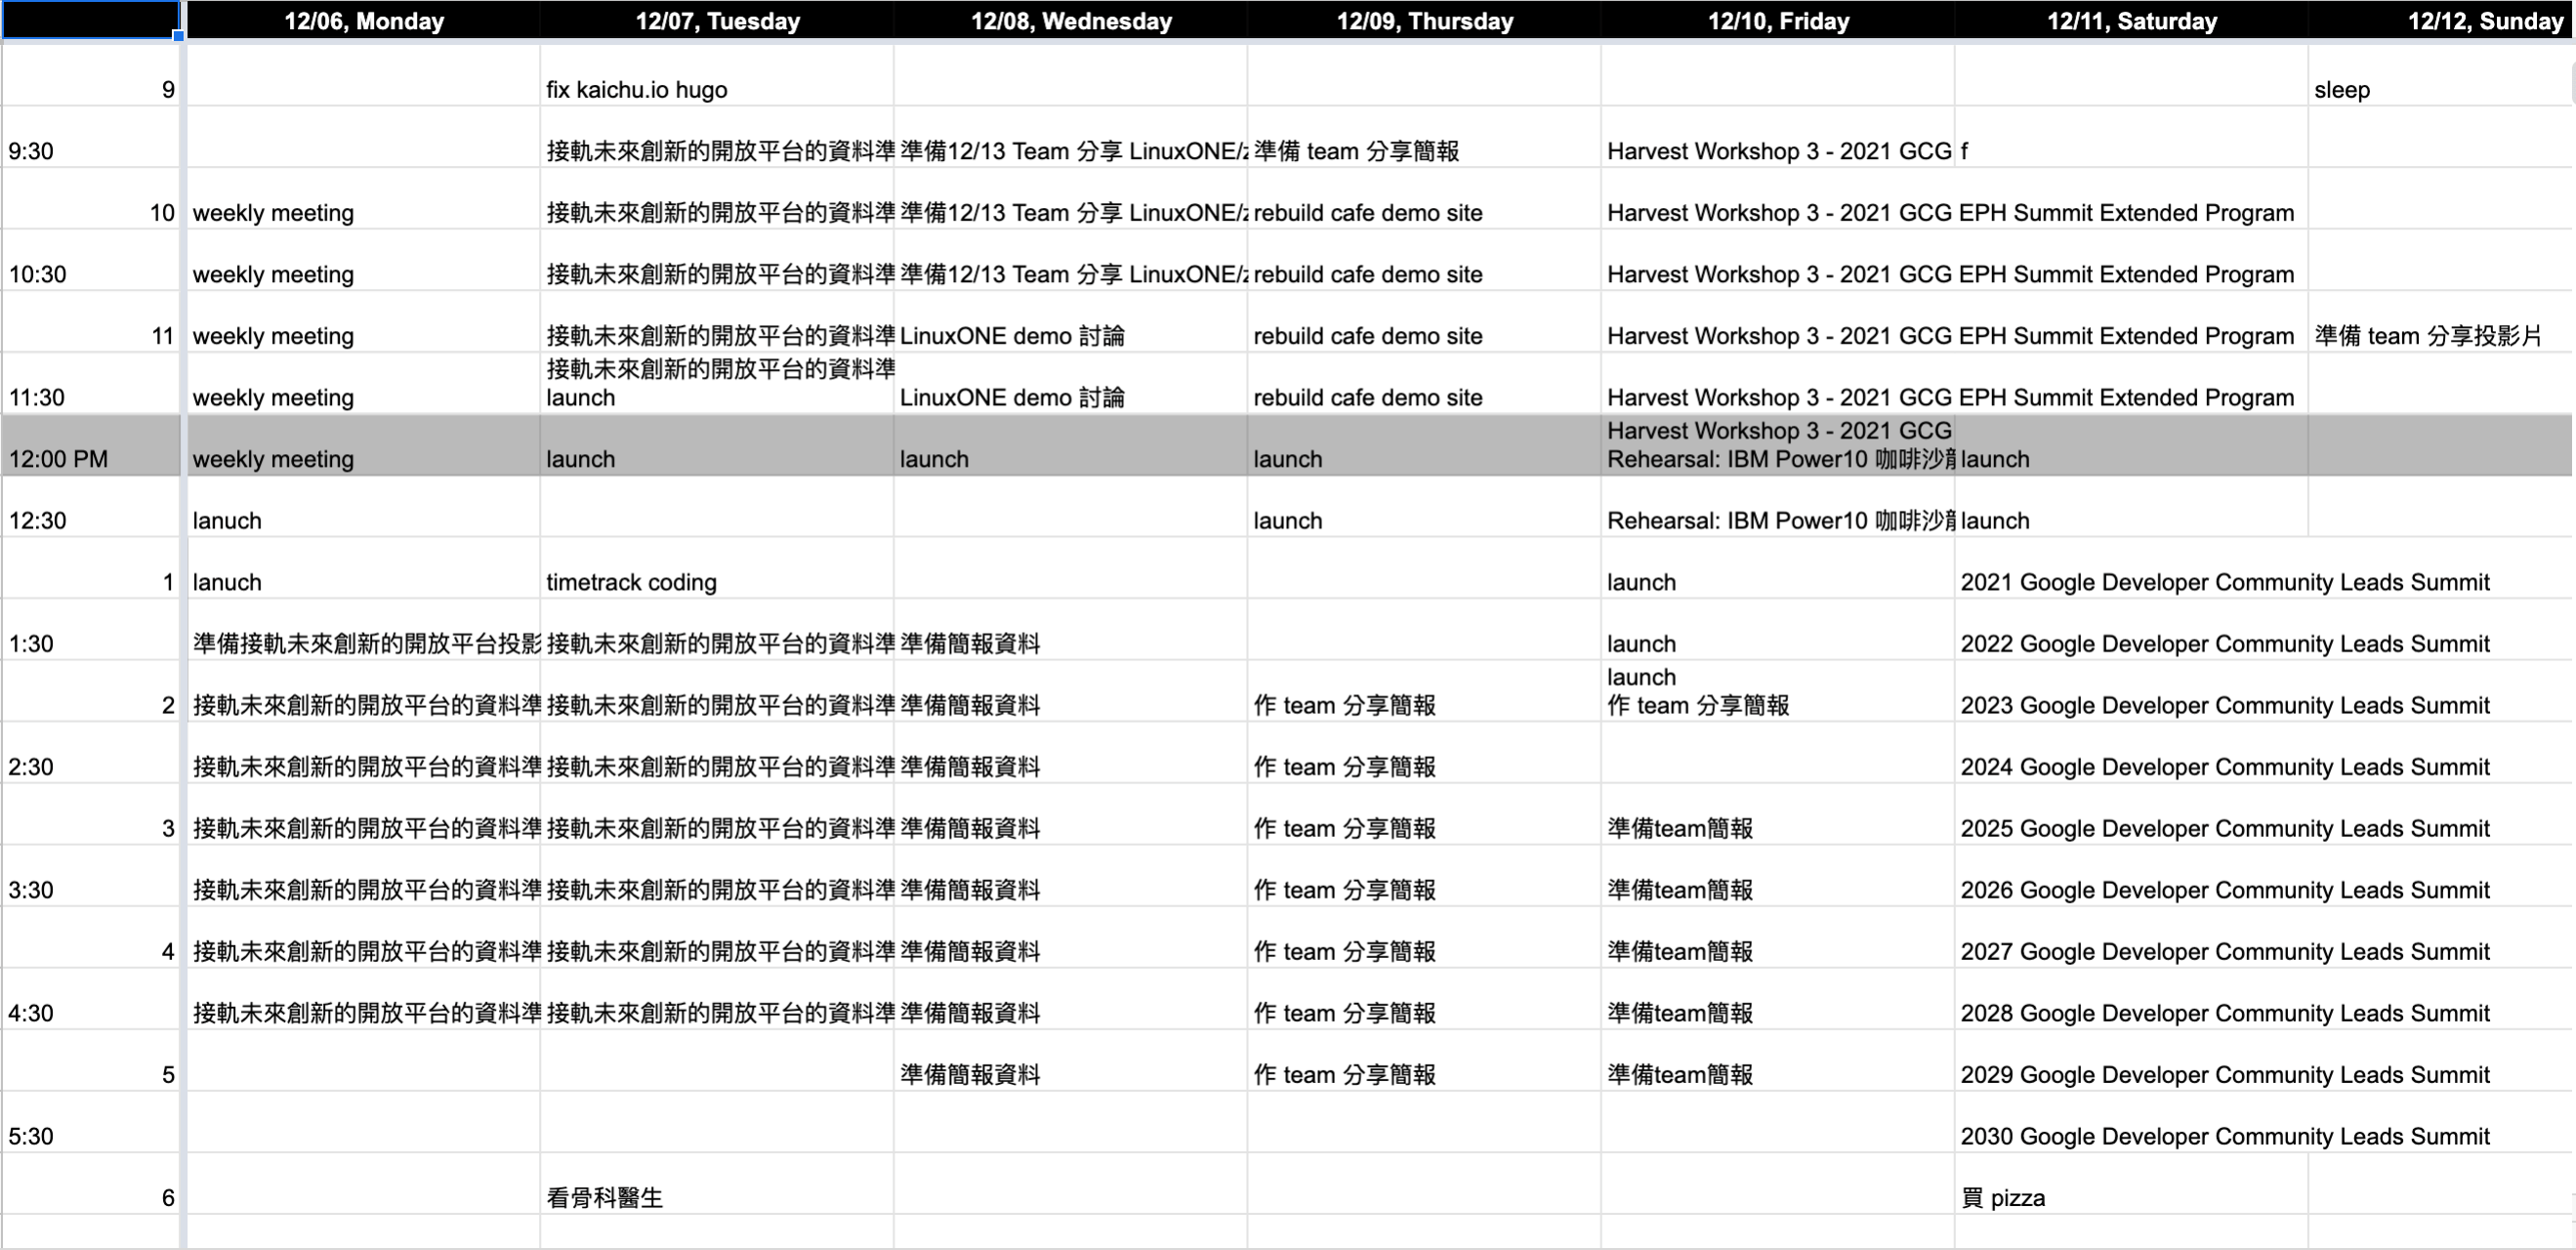 12/06, Monday 12/07, Tuesday 12/08, Wednesday 12/09, Thursday 12/10, Friday 12/11, Saturday 12/12, Sunday
9 fix kaichu.io hugo sleep
9:30 接軌未來創新的開放平台的資料準 準備12/13 Team 分享 LinuxONE/z 準備 team 分享簡報 Harvest Workshop 3 - 2021 GCG f
10 weekly meeting 接軌未來創新的開放平台的資料準 準備12/13 Team 分享 LinuxONE/z rebuild cafe demo site Harvest Workshop 3 - 2021 GCG EPH Summit Extended Program
10:30 weekly meeting 接軌未來創新的開放平台的資料準 準備12/13 Team 分享 LinuxONE/z rebuild cafe demo site Harvest Workshop 3 - 2021 GCG EPH Summit Extended Program
11 weekly meeting 接軌未來創新的開放平台的資料準 LinuxONE demo 討論 rebuild cafe demo site Harvest Workshop 3 - 2021 GCG EPH Summit Extended Program 準備 team 分享投影片
接軌未來創新的開放平台的資料準
11:30 weekly meeting launch LinuxONE demo 討論 rebuild cafe demo site Harvest Workshop 3 - 2021 GCG EPH Summit Extended Program
Harvest Workshop 3 - 2021 GCG
12:00 PM weekly meeting launch launch launch Rehearsal: IBM Power10 咖啡沙龍 launch
12:30 lanuch launch Rehearsal: IBM Power10 咖啡沙龍 launch
1 lanuch timetrack coding launch 2021 Google Developer Community Leads Summit
1:30 準備接軌未來創新的開放平台投影 接軌未來創新的開放平台的資料準 準備簡報資料 launch 2022 Google Developer Community Leads Summit
launch
2 接軌未來創新的開放平台的資料準 接軌未來創新的開放平台的資料準 準備簡報資料 作 team 分享簡報 作 team 分享簡報 2023 Google Developer Community Leads Summit
2:30 接軌未來創新的開放平台的資料準 接軌未來創新的開放平台的資料準 準備簡報資料 作 team 分享簡報 2024 Google Developer Community Leads Summit
3 接軌未來創新的開放平台的資料準 接軌未來創新的開放平台的資料準 準備簡報資料 作 team 分享簡報 準備team簡報 2025 Google Developer Community Leads Summit
3:30 接軌未來創新的開放平台的資料準 接軌未來創新的開放平台的資料準 準備簡報資料 作 team 分享簡報 準備team簡報 2026 Google Developer Community Leads Summit
4 接軌未來創新的開放平台的資料準 接軌未來創新的開放平台的資料準 準備簡報資料 作 team 分享簡報 準備team簡報 2027 Google Developer Community Leads Summit
4:30 接軌未來創新的開放平台的資料準 接軌未來創新的開放平台的資料準 準備簡報資料 作 team 分享簡報 準備team簡報 2028 Google Developer Community Leads Summit
5 準備簡報資料 作 team 分享簡報 準備team簡報 2029 Google Developer Community Leads Summit
5:30 2030 Google Developer Community Leads Summit
6 看骨科醫生 買 pizza